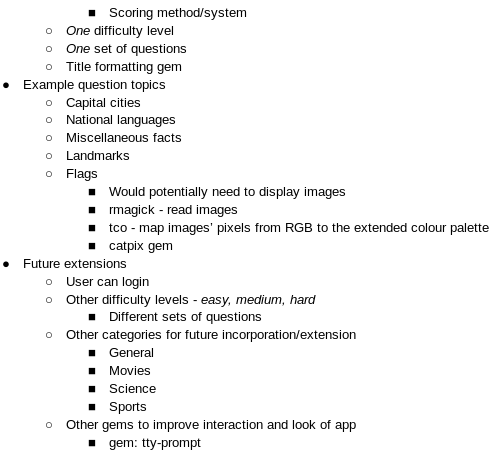 ■ Scoring method/system
○ One difficulty level
○ One set of questions
○ Title formatting gem
● Example question topics
○ Capital cities
○ National languages
○ Miscellaneous facts
○ Landmarks
○ Flags
■ Would potentially need to display images
■ rmagick - read images
■ tco - map images' pixels from RGB to the extended colour palette
■ catpix gem
● Future extensions
○ User can login
○ Other difficulty levels - easy, medium, hard
■ Different sets of questions
○ Other categories for future incorporation/extension
■ General
■ Movies
■ Science
■ Sports
○ Other gems to improve interaction and look of app
■ gem: tty-prompt